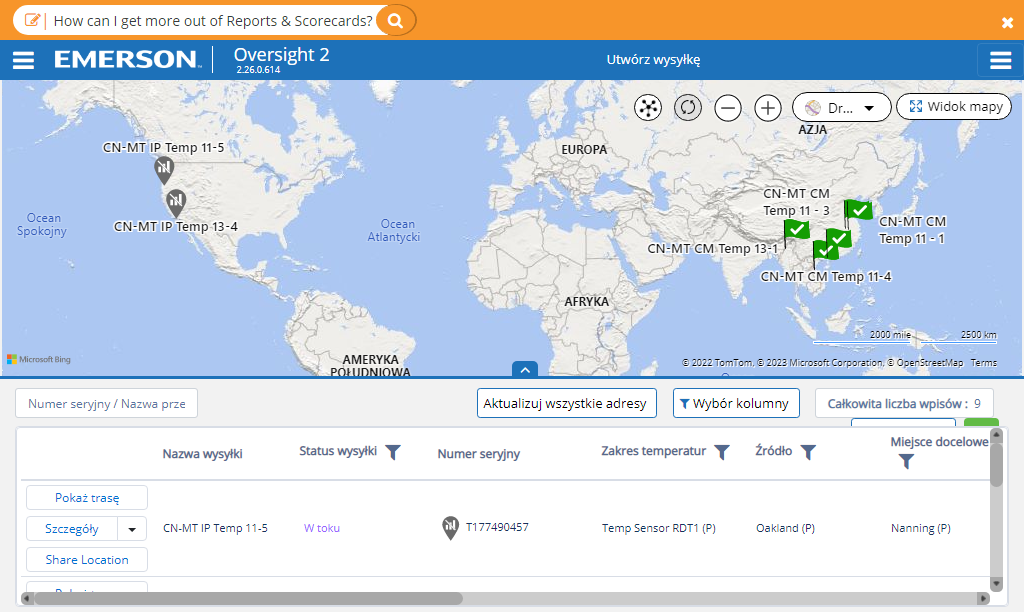 How can I get more out of Reports & Scorecards?
EMERSON
Oversight 2
2.26.0.614
Utwórz wysyłkę
Dr...
Widok mapy
AZJA
EUROPA
CN-MT IP Temp 11-5
CN-MT IP Temp 13-4
Ocean
Spokojny
Ocean
Atlantycki
CN-MT CM
Temp 11 - 3
CN-MT CM
Temp 11 - 1
CN-MT CM Temp 13-1
CN-MT CM Temp 11-4
AFRYKA
AMERYKA
POŁUDNIOWA
2000 mile
2500 km
Microsoft Bing
© 2022 TomTom, © 2023 Microsoft Corporation, © OpenStreetMap Terms
Numer seryjny / Nazwa prze
Aktualizuj wszystkie adresy
Wybór kolumny
Całkowita liczba wpisów : 9
Nazwa wysyłki
Status wysyłki
Numer seryjny
Zakres temperatur
Źródło
Miejsce docelowe
Pokaż trasę
Szczegóły
Share Location
CN-MT IP Temp 11-5
W toku
T177490457
Temp Sensor RDT1 (P)
Oakland (P)
Nanning (P)